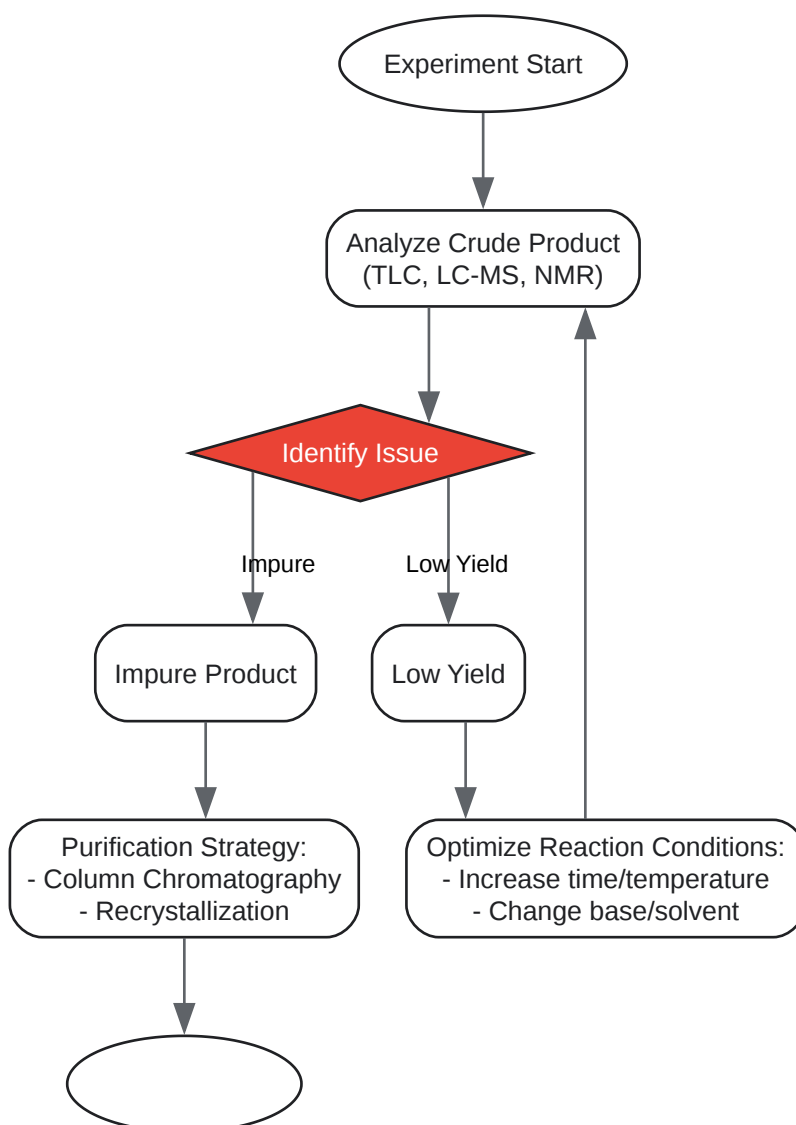 Experiment Start
Analyze Crude Product
(TLC, LC-MS, NMR)
Identify Issue
Impure
Low Yield
Impure Product
Low Yield
Purification Strategy:
- Column Chromatography
- Recrystallization
Optimize Reaction Conditions:
- Increase time/temperature
- Change base/solvent